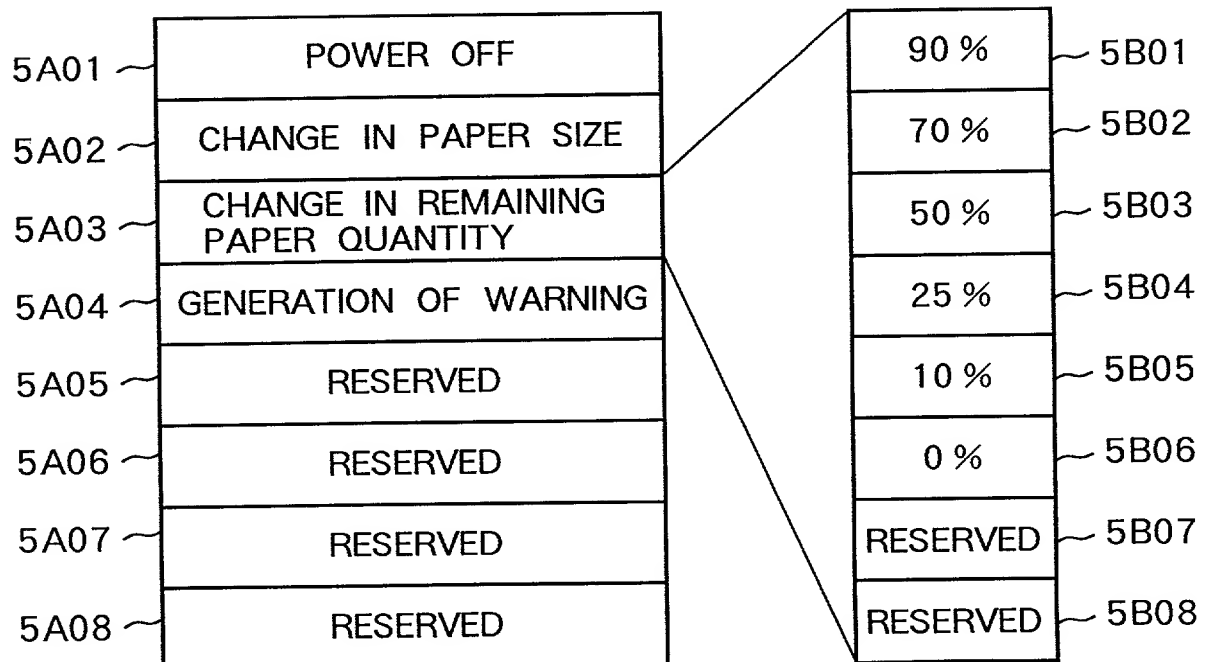 5A01 POWER OFF
5A02 CHANGE IN PAPER SIZE
5A03 CHANGE IN REMAINING
PAPER QUANTITY
5A04 GENERATION OF WARNING
5A05 RESERVED
5A06 RESERVED
5A07 RESERVED
5A08 RESERVED
90 % 5B01
70 % 5B02
50 % 5B03
25 % 5B04
10 % 5B05
0 % 5B06
RESERVED 5B07
RESERVED 5B08